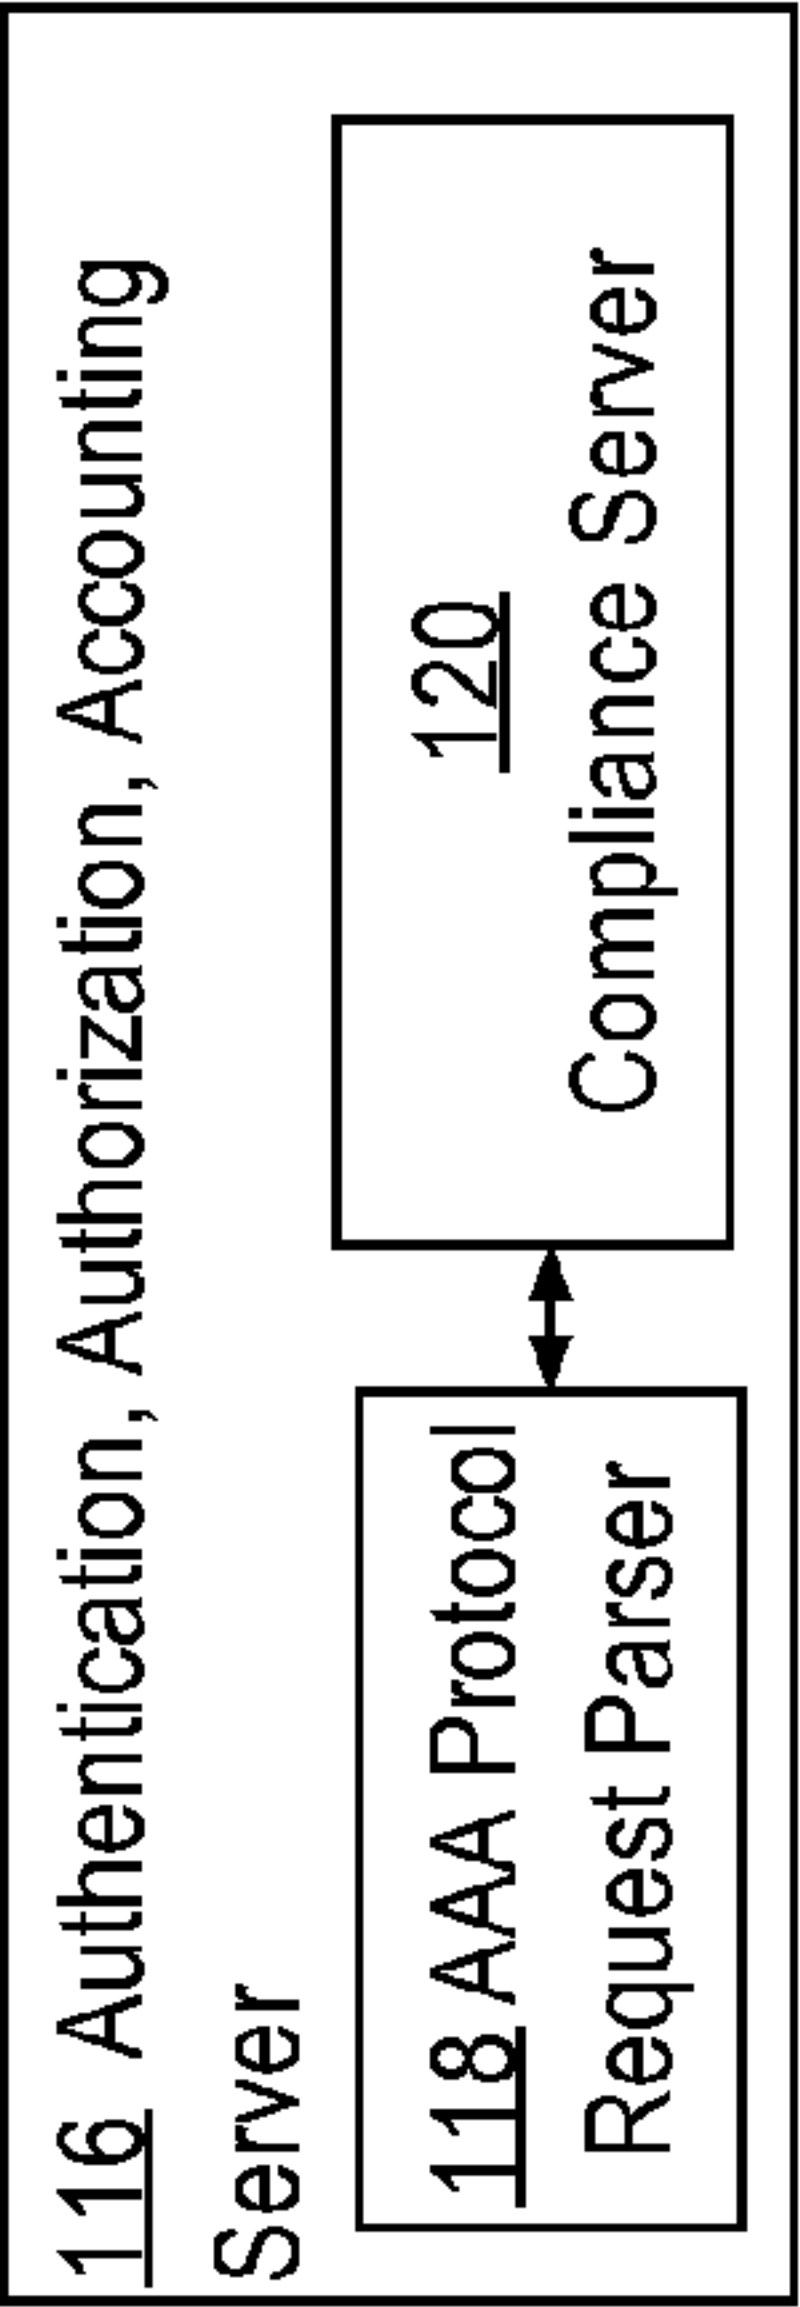 116 Authentication, Authorization, Accounting
Server
118 AAA Protocol
Request Parser
120
Compliance Server